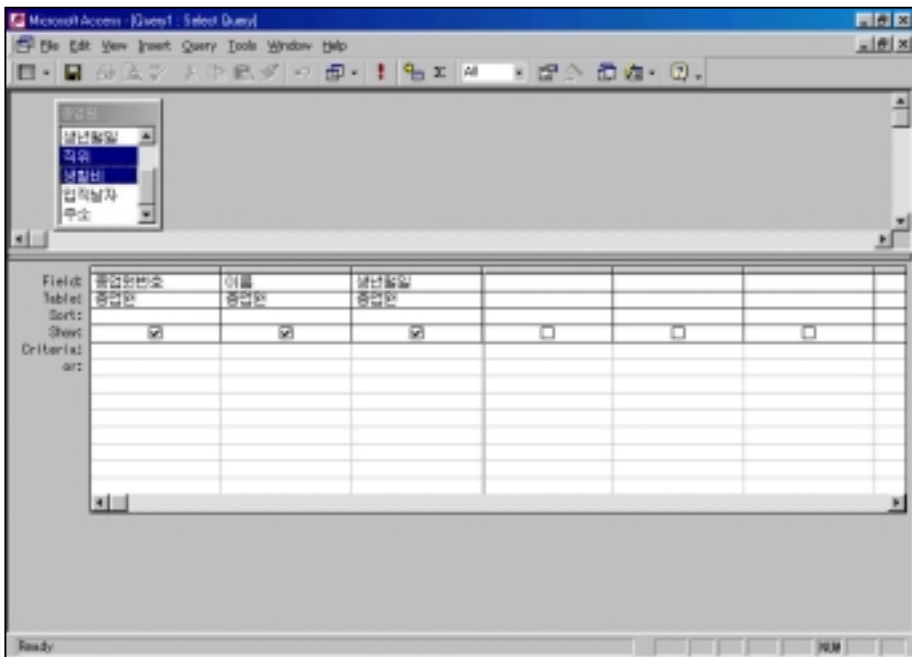 Microsoft Access - [Query1 : Select Query]
File Edit View Insert Query Tools Window Help
All
종업원
생년월일
직위
생활비
입직날자
주소
Field: 종업원번호 이름 생년월일
Table: 종업원 종업원 종업원
Sort:
Show:
Criteria:
or:
Ready NUM